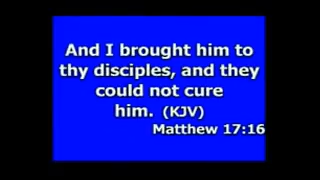 And I brought him to
thy disciples, and they
could not cure
him. (KJV)
Matthew 17:16